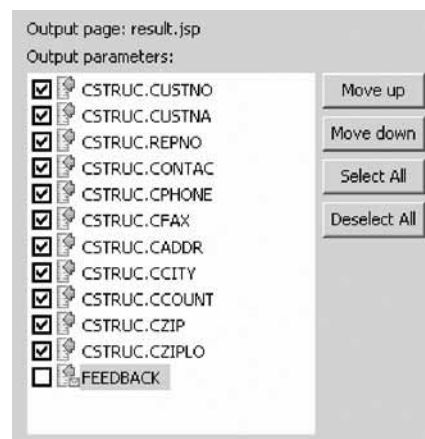 Output page: result.jsp
Output parameters:
CSTRUC.CUSTNO
CSTRUC.CUSTNA
CSTRUC.REPNO
CSTRUC.CONTAC
CSTRUC.CPHONE
CSTRUC.CFAX
CSTRUC.CADDR
CSTRUC.CCITY
CSTRUC.CCOUNT
CSTRUC.CZIP
CSTRUC.CZIPLO
FEEDBACK
Move up
Move down
Select All
Deselect All